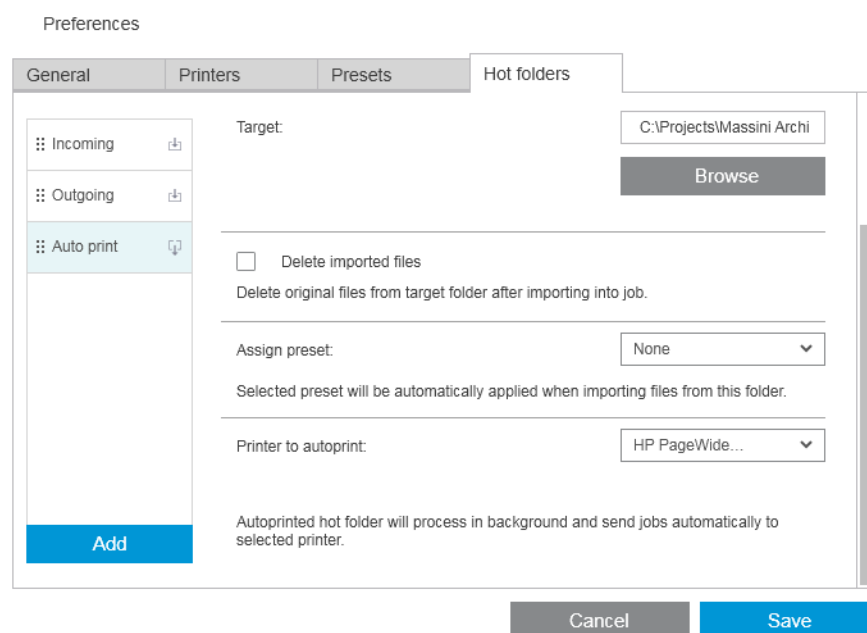 Preferences
General
Printers
Presets
Hot folders
Incoming
Outgoing
Auto print
Add
Target:
C:\Projects\Massini Archi
Browse
Delete imported files
Delete original files from target folder after importing into job.
Assign preset:
None
Selected preset will be automatically applied when importing files from this folder.
Printer to autoprint:
HP PageWide...
Autoprinted hot folder will process in background and send jobs automatically to
selected printer.
Cancel
Save